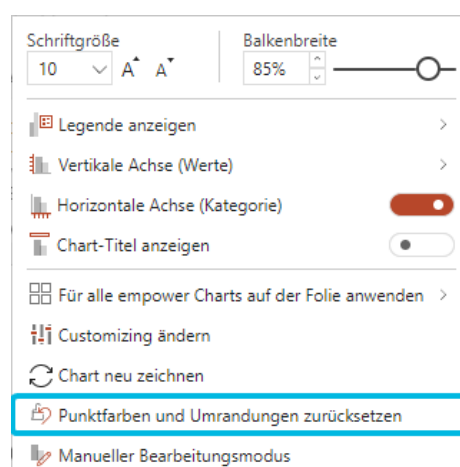 Schriftgröße Balkenbreite
10 A A 85%
Legende anzeigen
Vertikale Achse (Werte)
Horizontale Achse (Kategorie)
Chart-Titel anzeigen
Für alle empower Charts auf der Folie anwenden
Customizing ändern
Chart neu zeichnen
Punktfarben und Umrandungen zurücksetzen
Manueller Bearbeitungsmodus